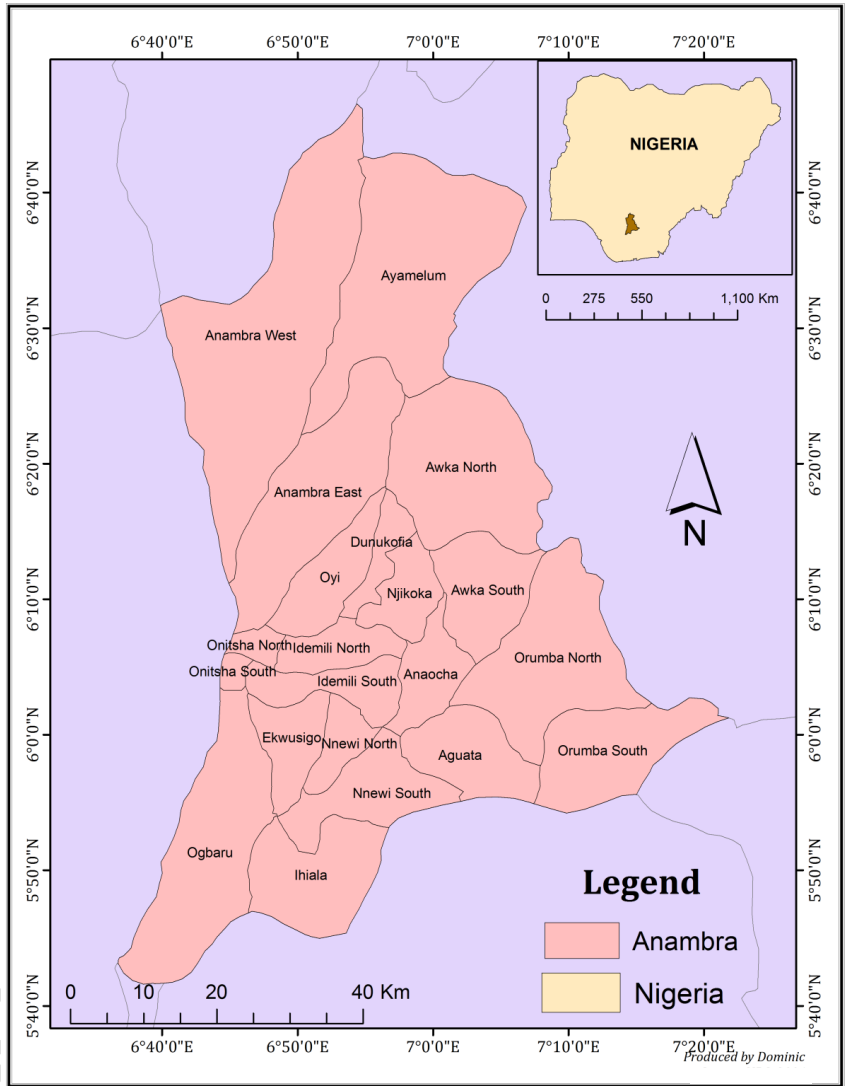 6°40'0"E 6°50'0"E 7°0'0"E 7°10'0"E 7°20'0"E
6°40'0"N
6°30'0"N
6°20'0"N
6°10'0"N
6°0'0"N
5°50'0"N
5°40'0"N
NIGERIA
0 275 550 1,100 Km
Ayamelum
Anambra West
Awka North
Anambra East
Dunukofia
Oyi
Njikoka
Awka South
Onitsha North
Idemili North
Orumba North
Onitsha South
Idemili South
Anaocha
Ekwusigo
Nnewi North
Aguata
Orumba South
Nnewi South
Ogbaru
Ihiala
N
6°40'0"N
6°30'0"N
6°20'0"N
6°10'0"N
6°0'0"N
5°50'0"N
5°40'0"N
Legend
Anambra
Nigeria
0 10 20 40 Km
6°40'0"E 6°50'0"E 7°0'0"E 7°10'0"E 7°20'0"E
Produced by Dominic